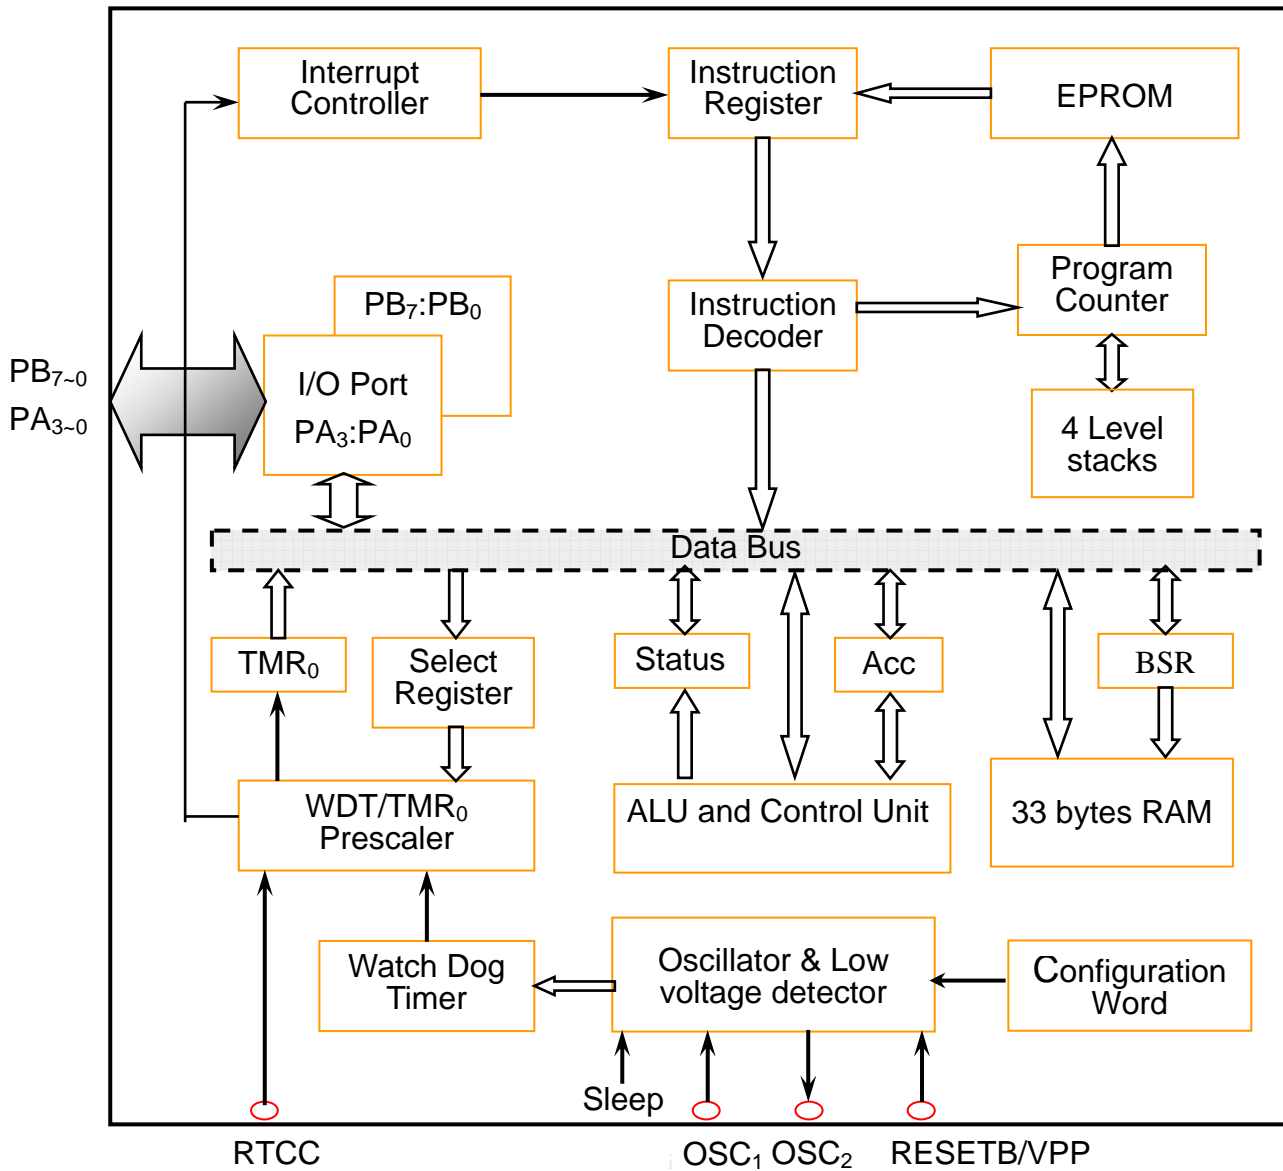 Interrupt
Controller
Instruction
Register
EPROM
PB₇:PB₀
Instruction
Decoder
Program
Counter
PB₇~₀
PA₃~₀
I/O Port
PA₃:PA₀
4 Level
stacks
Data Bus
TMR₀
Select
Register
Status
Acc
BSR
WDT/TMR₀
Prescaler
ALU and Control Unit
33 bytes RAM
Watch Dog
Timer
Oscillator & Low
voltage detector
Configuration
Word
Sleep
RTCC
OSC₁
OSC₂
RESETB/VPP